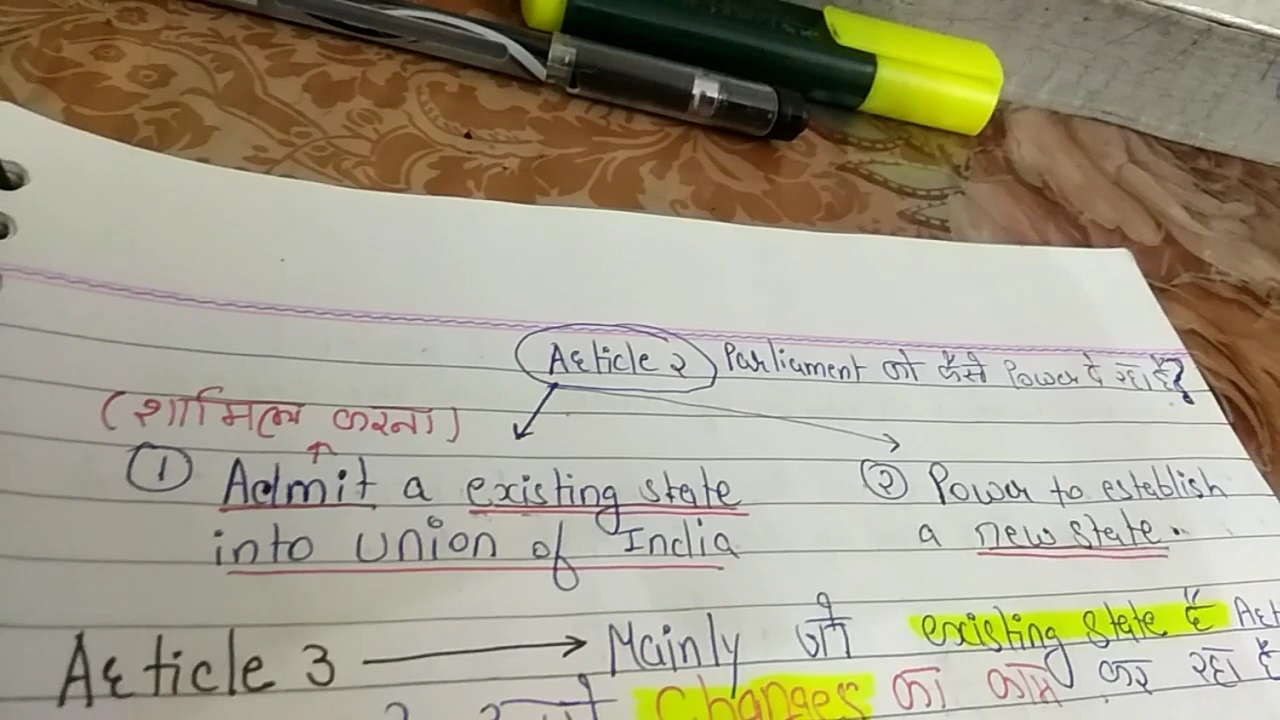 Article 2 Parliament को कैसे Power दे रहा है?
(शामिल करना)
① Admit a existing state
into union of India
② Power to establish
a new state..
Article 3 → Mainly जो existing state है
Changes का काम कर रहा है